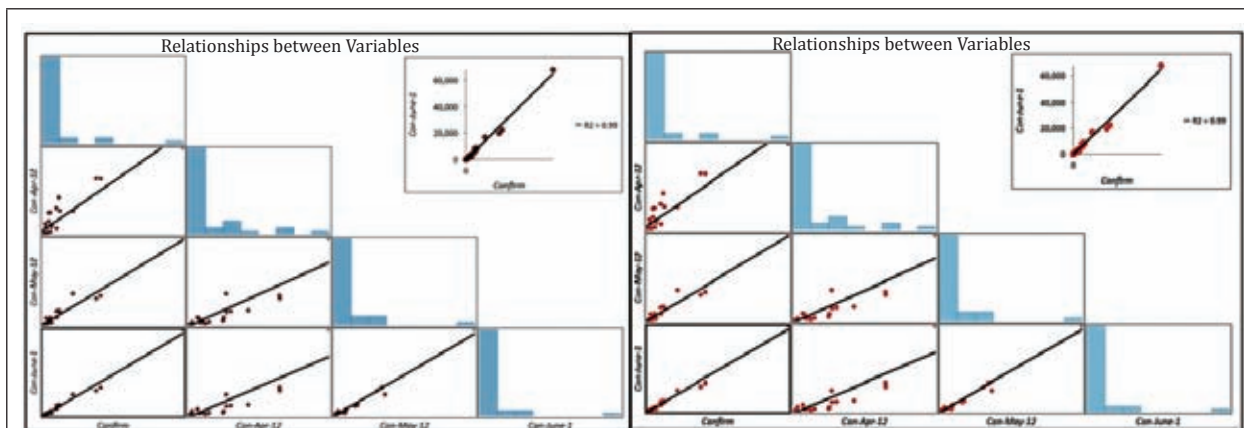 Relationships between Variables
60,000
40,000
20,000
0
0
Con-June-1
Confirm
R2 = 0.99
Con-Apr-12
Con-May-12
Con-June-1
Confirm
Con-Apr-12
Con-May-12
Con-June-1
Relationships between Variables
60,000
40,000
20,000
0
0
Con-June-1
Confirm
R2 = 0.99
Con-Apr-12
Con-May-12
Con-June-1
Confirm
Con-Apr-12
Con-May-12
Con-June-1